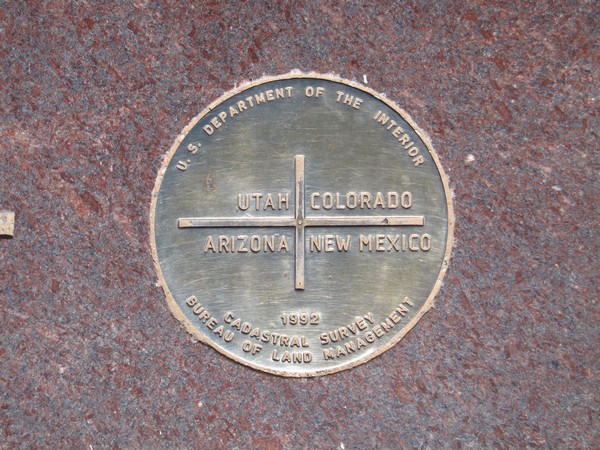 U. S. DEPARTMENT OF THE INTERIOR
UTAH COLORADO
ARIZONA NEW MEXICO
1992
CADASTRAL SURVEY
BUREAU OF LAND MANAGEMENT